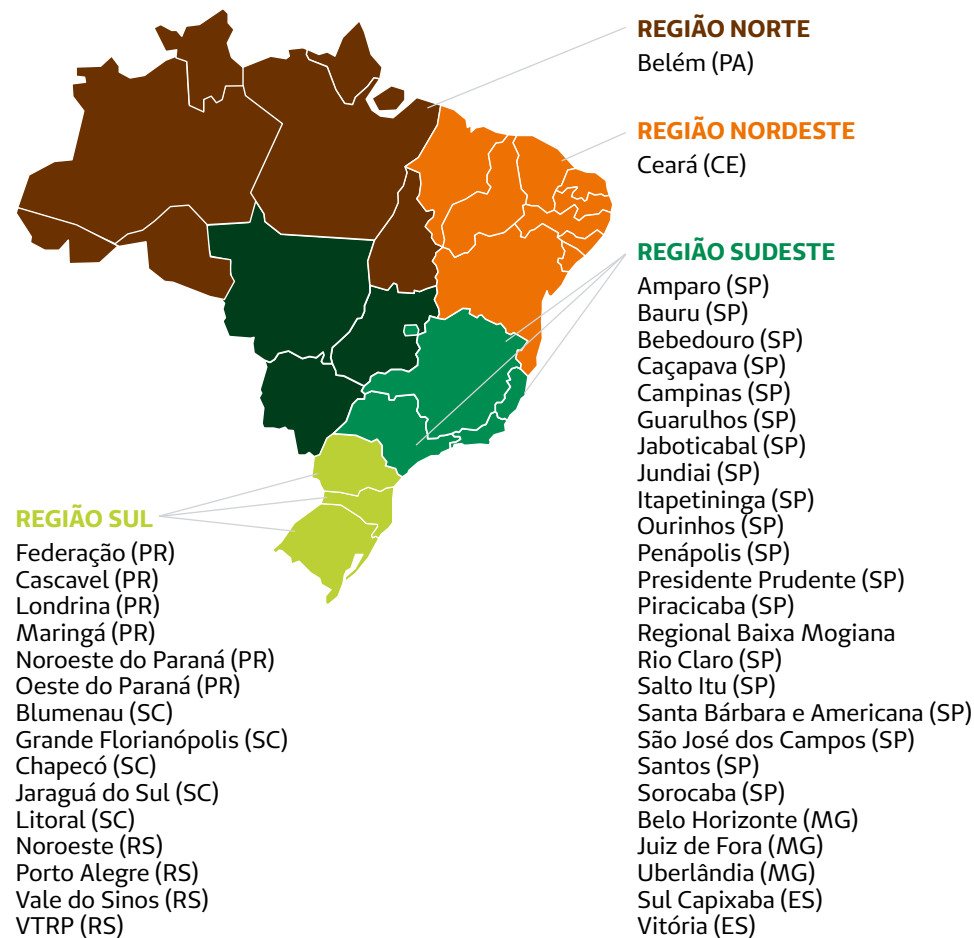 REGIÃO NORTE
Belém (PA)
REGIÃO NORDESTE
Ceará (CE)
REGIÃO SUDESTE
Amparo (SP)
Bauru (SP)
Bebedouro (SP)
Caçapava (SP)
Campinas (SP)
Guarulhos (SP)
Jaboticabal (SP)
Jundiai (SP)
Itapetininga (SP)
Ourinhos (SP)
Penápolis (SP)
Presidente Prudente (SP)
Piracicaba (SP)
Regional Baixa Mogiana
Rio Claro (SP)
Salto Itu (SP)
Santa Bárbara e Americana (SP)
São José dos Campos (SP)
Santos (SP)
Sorocaba (SP)
Belo Horizonte (MG)
Juiz de Fora (MG)
Uberlândia (MG)
Sul Capixaba (ES)
Vitória (ES)
REGIÃO SUL
Federação (PR)
Cascavel (PR)
Londrina (PR)
Maringá (PR)
Noroeste do Paraná (PR)
Oeste do Paraná (PR)
Blumenau (SC)
Grande Florianópolis (SC)
Chapecó (SC)
Jaraguá do Sul (SC)
Litoral (SC)
Noroeste (RS)
Porto Alegre (RS)
Vale do Sinos (RS)
VTRP (RS)